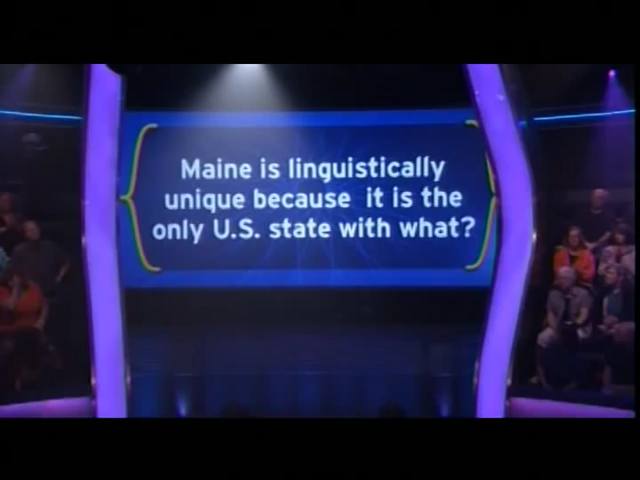 Maine is linguistically
unique because it is the
only U.S. state with what?